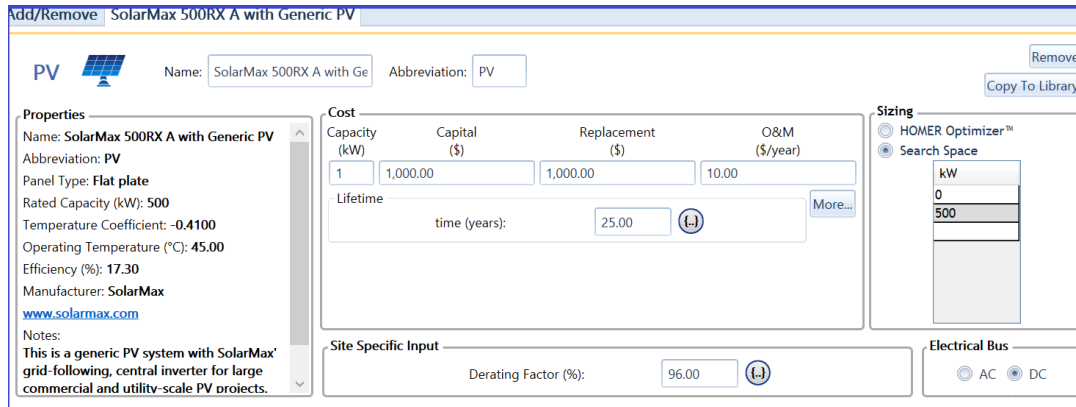 Add/Remove SolarMax 500RX A with Generic PV
PV
Name: SolarMax 500RX A with Ge Abbreviation: PV
Remove
Copy To Library
Properties
Name: SolarMax 500RX A with Generic PV
Abbreviation: PV
Panel Type: Flat plate
Rated Capacity (kW): 500
Temperature Coefficient: -0.4100
Operating Temperature (°C): 45.00
Efficiency (%): 17.30
Manufacturer: SolarMax
www.solarmax.com
Notes:
This is a generic PV system with SolarMax'
grid-following, central inverter for large
commercial and utility-scale PV projects.
Cost
Capacity Capital Replacement O&M
(kW) ($) ($) ($/year)
1 1,000.00 1,000.00 10.00
Lifetime
time (years): 25.00 {..}
More...
Site Specific Input
Derating Factor (%): 96.00 {..}
Sizing
HOMER Optimizer™
Search Space
kW
0
500
Electrical Bus
AC DC